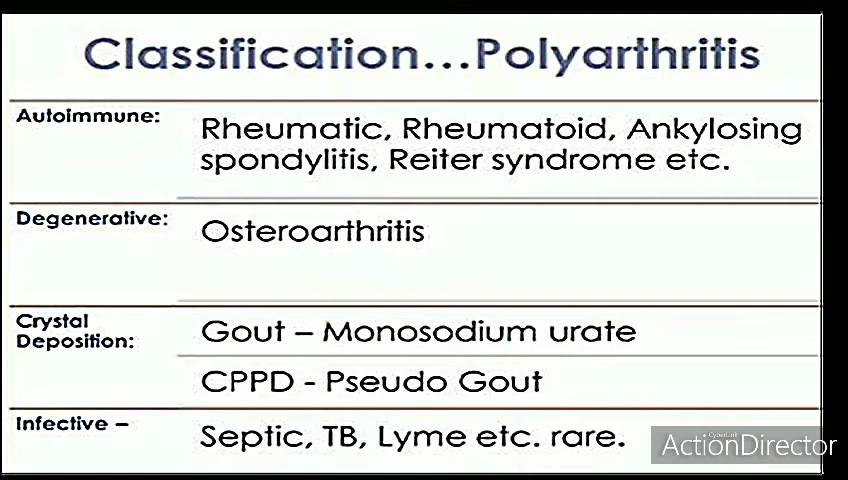 Classification...Polyarthritis
Autoimmune:
Rheumatic, Rheumatoid, Ankylosing
spondylitis, Reiter syndrome etc.
Degenerative:
Osteroarthritis
Crystal
Deposition:
Gout – Monosodium urate
CPPD - Pseudo Gout
Infective –
Septic, TB, Lyme etc. rare.
CyberLink
ActionDirector